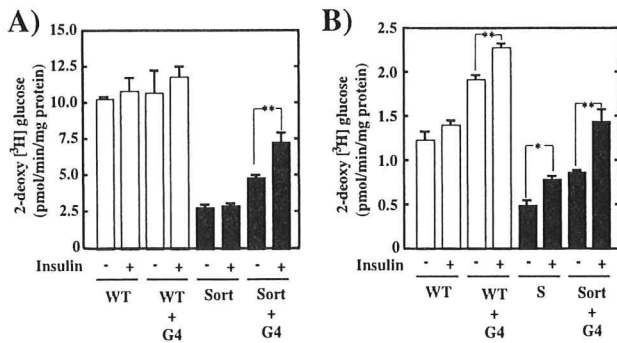 A)
2-deoxy [³H] glucose
(pmol/min/mg protein)
15.0
12.5
10.0
7.5
5.0
2.5
0
**
Insulin - + - + - + - +
WT WT + G4 Sort Sort + G4
B)
2-deoxy [³H] glucose
(pmol/min/mg protein)
2.5
2.0
1.5
1.0
0.5
0
**
*
**
Insulin - + - + - + - +
WT WT + G4 S Sort + G4